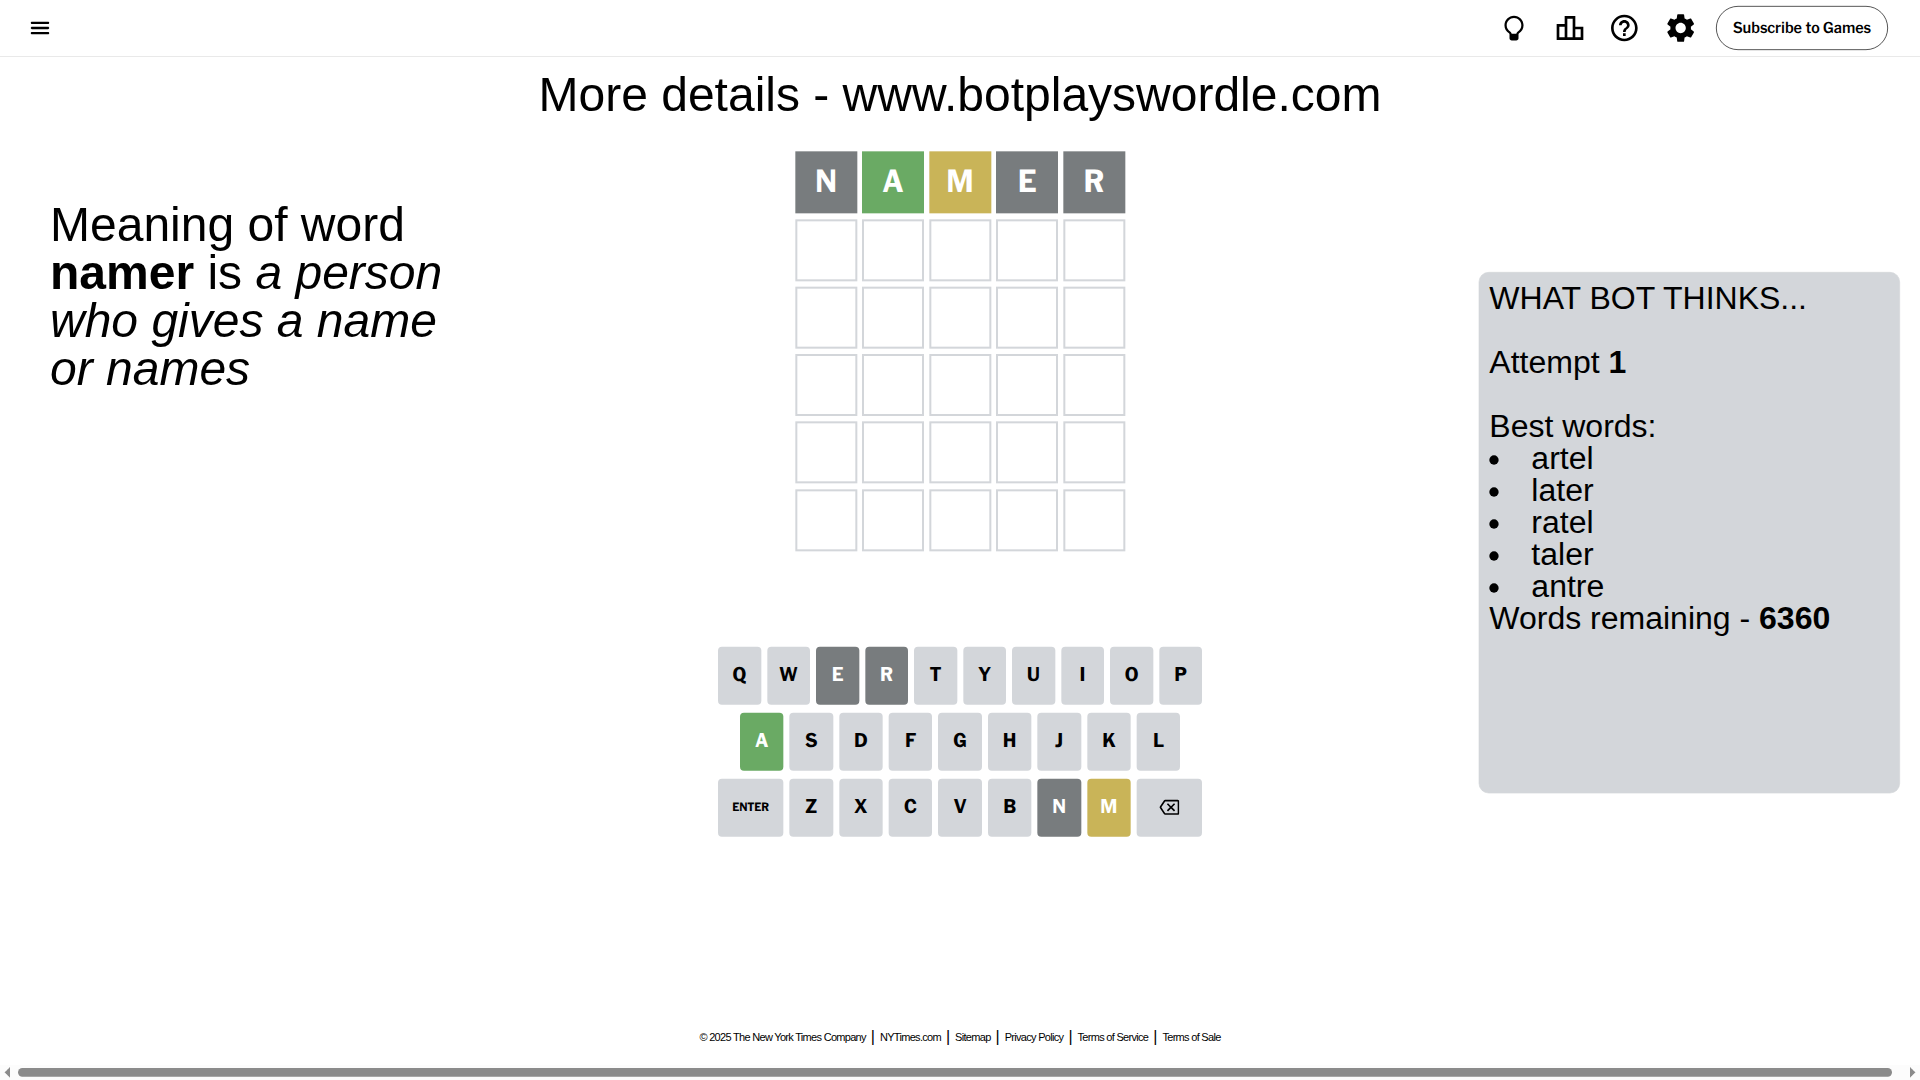 Subscribe to Games
More details - www.botplayswordle.com
N A M E R
Meaning of word
namer is a person
who gives a name
or names
WHAT BOT THINKS...
Attempt 1
Best words:
• artel
• later
• ratel
• taler
• antre
Words remaining - 6360
Q W E R T Y U I O P
A S D F G H J K L
ENTER Z X C V B N M
© 2025 The New York Times Company | NYTimes.com | Sitemap | Privacy Policy | Terms of Service | Terms of Sale